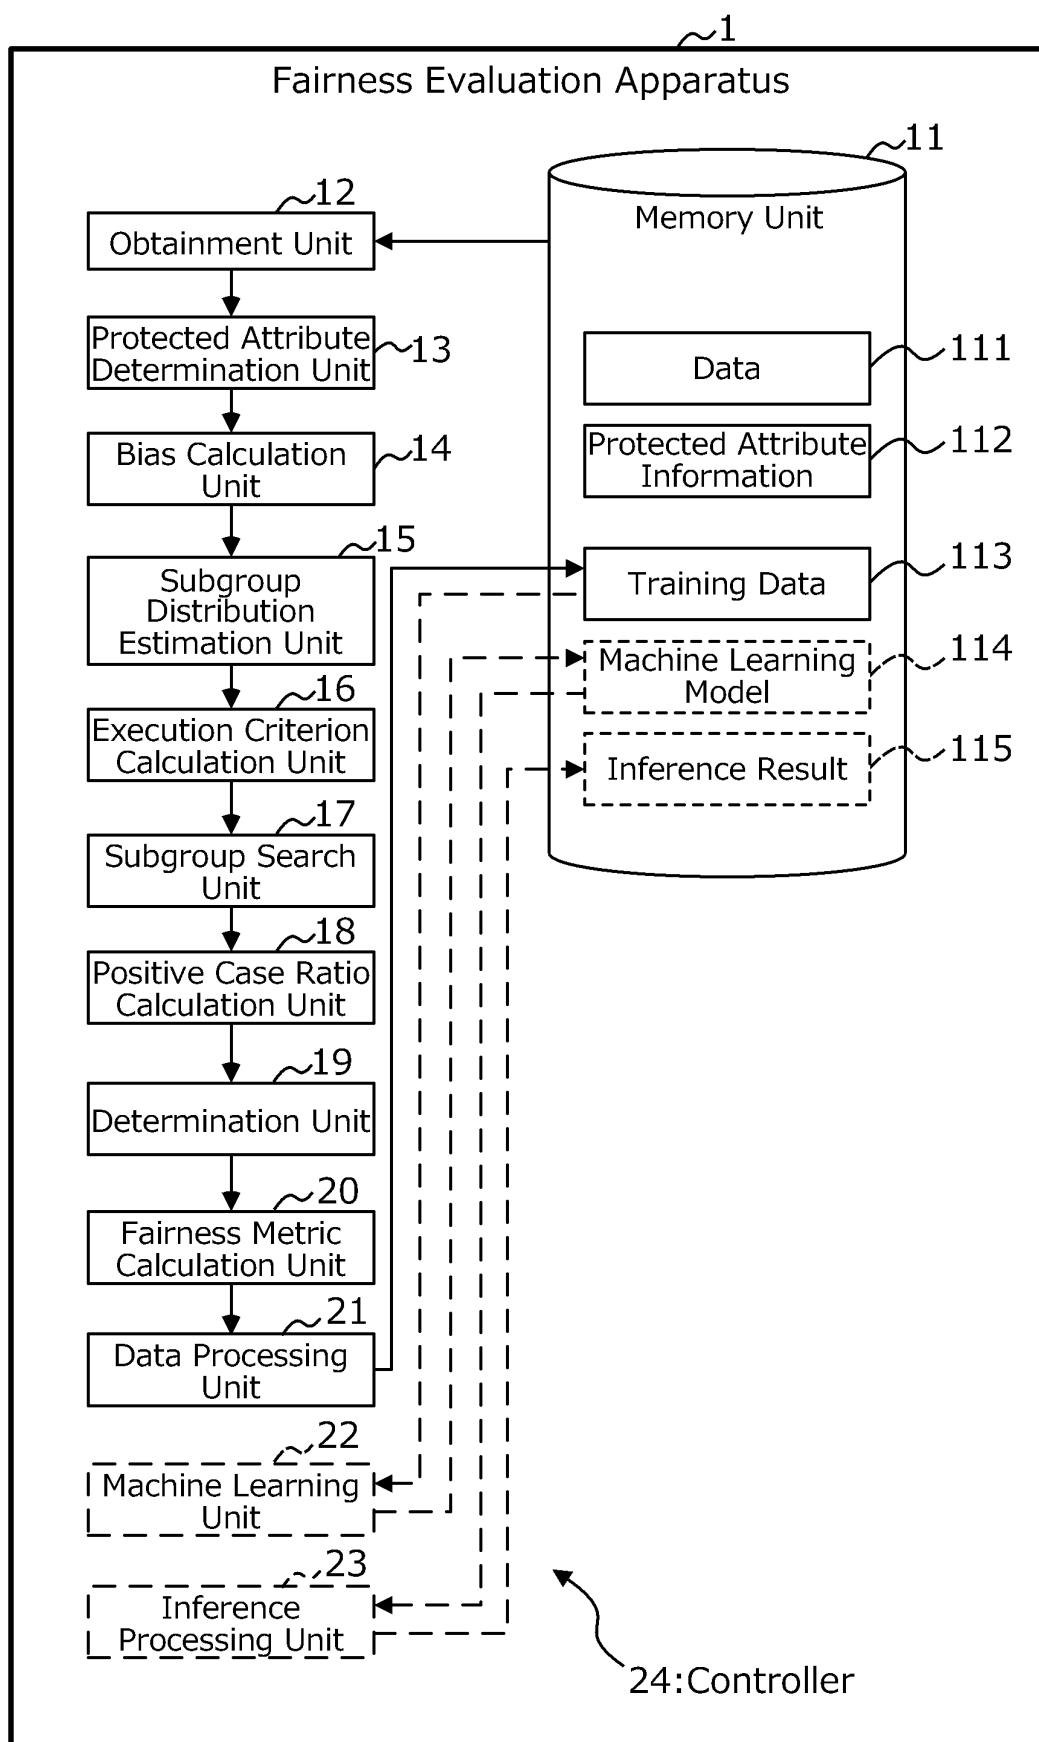 1
Fairness Evaluation Apparatus
11
Memory Unit
12
Obtainment Unit
Protected Attribute
Determination Unit
13
Data
111
Bias Calculation
Unit
14
Protected Attribute
Information
112
15
Subgroup
Distribution
Estimation Unit
Training Data
113
Machine Learning
Model
114
16
Execution Criterion
Calculation Unit
Inference Result
115
17
Subgroup Search
Unit
18
Positive Case Ratio
Calculation Unit
19
Determination Unit
20
Fairness Metric
Calculation Unit
21
Data Processing
Unit
22
Machine Learning
Unit
23
Inference
Processing Unit
24:Controller